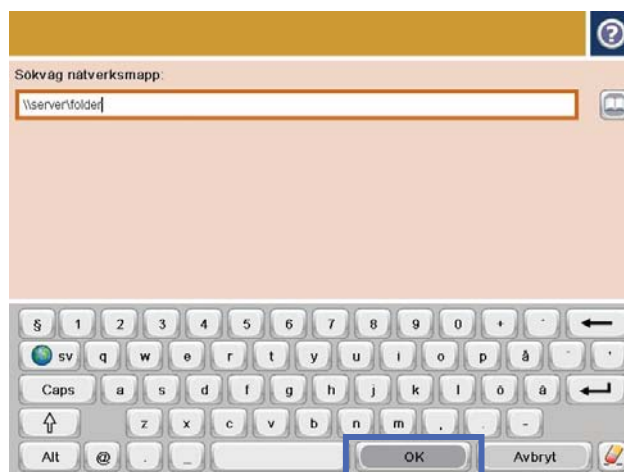 ?
Sökväg nätverksmapp:
\\server\folder
§ 1 2 3 4 5 6 7 8 9 0 +
sv q w e r t y u i o p å
Caps a s d f g h j k l ö ä
z x c v b n m , . -
Alt @ . _ OK Avbryt